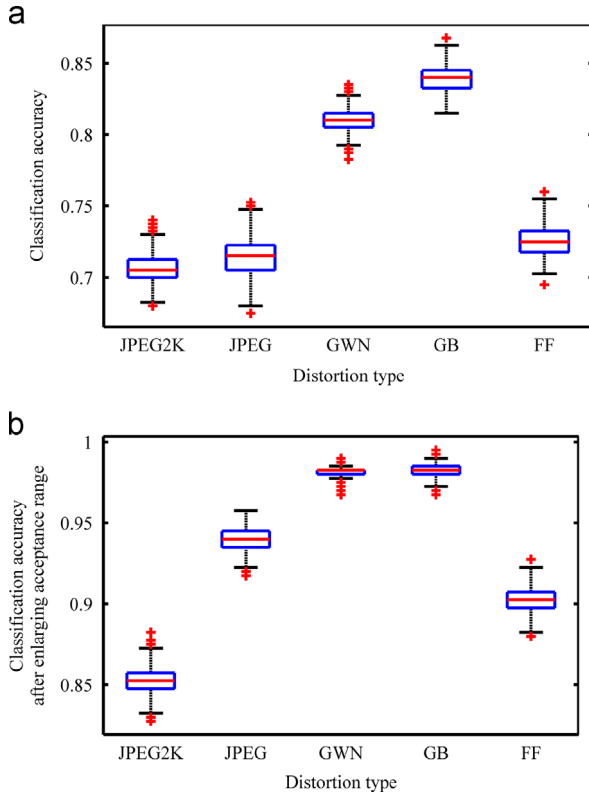 a
Classification accuracy
0.85
0.8
0.75
0.7
JPEG2K JPEG GWN GB FF
Distortion type
b
Classification accuracy
after enlarging acceptance range
1
0.95
0.9
0.85
JPEG2K JPEG GWN GB FF
Distortion type